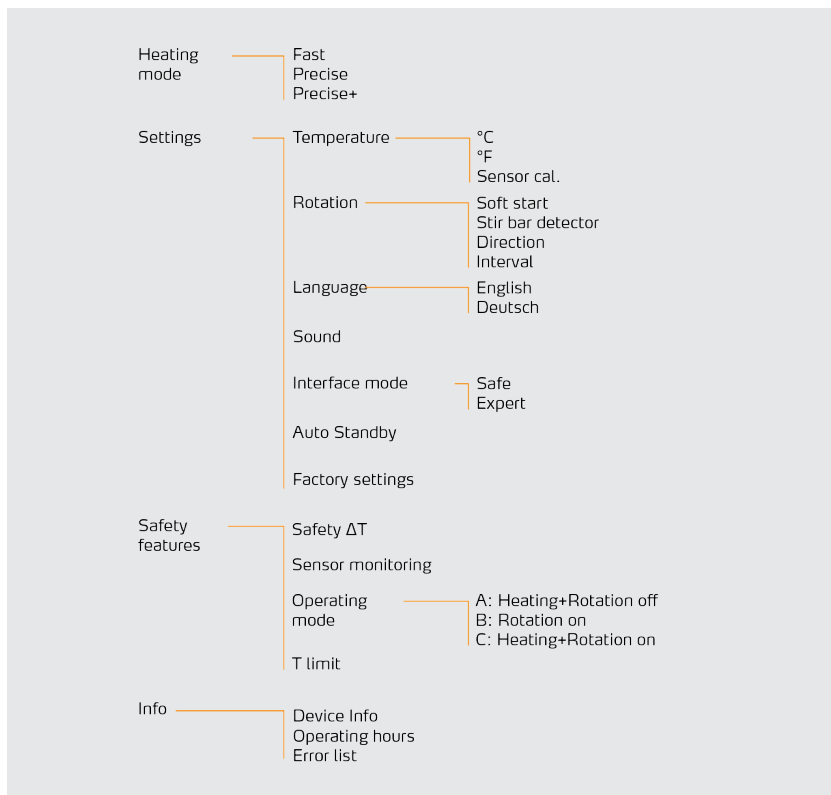 Heating
mode
Fast
Precise
Precise+
Settings
Temperature
°C
°F
Sensor cal.
Rotation
Soft start
Stir bar detector
Direction
Interval
Language
English
Deutsch
Sound
Interface mode
Safe
Expert
Auto Standby
Factory settings
Safety
features
Safety ΔT
Sensor monitoring
Operating
mode
A: Heating+Rotation off
B: Rotation on
C: Heating+Rotation on
T limit
Info
Device Info
Operating hours
Error list